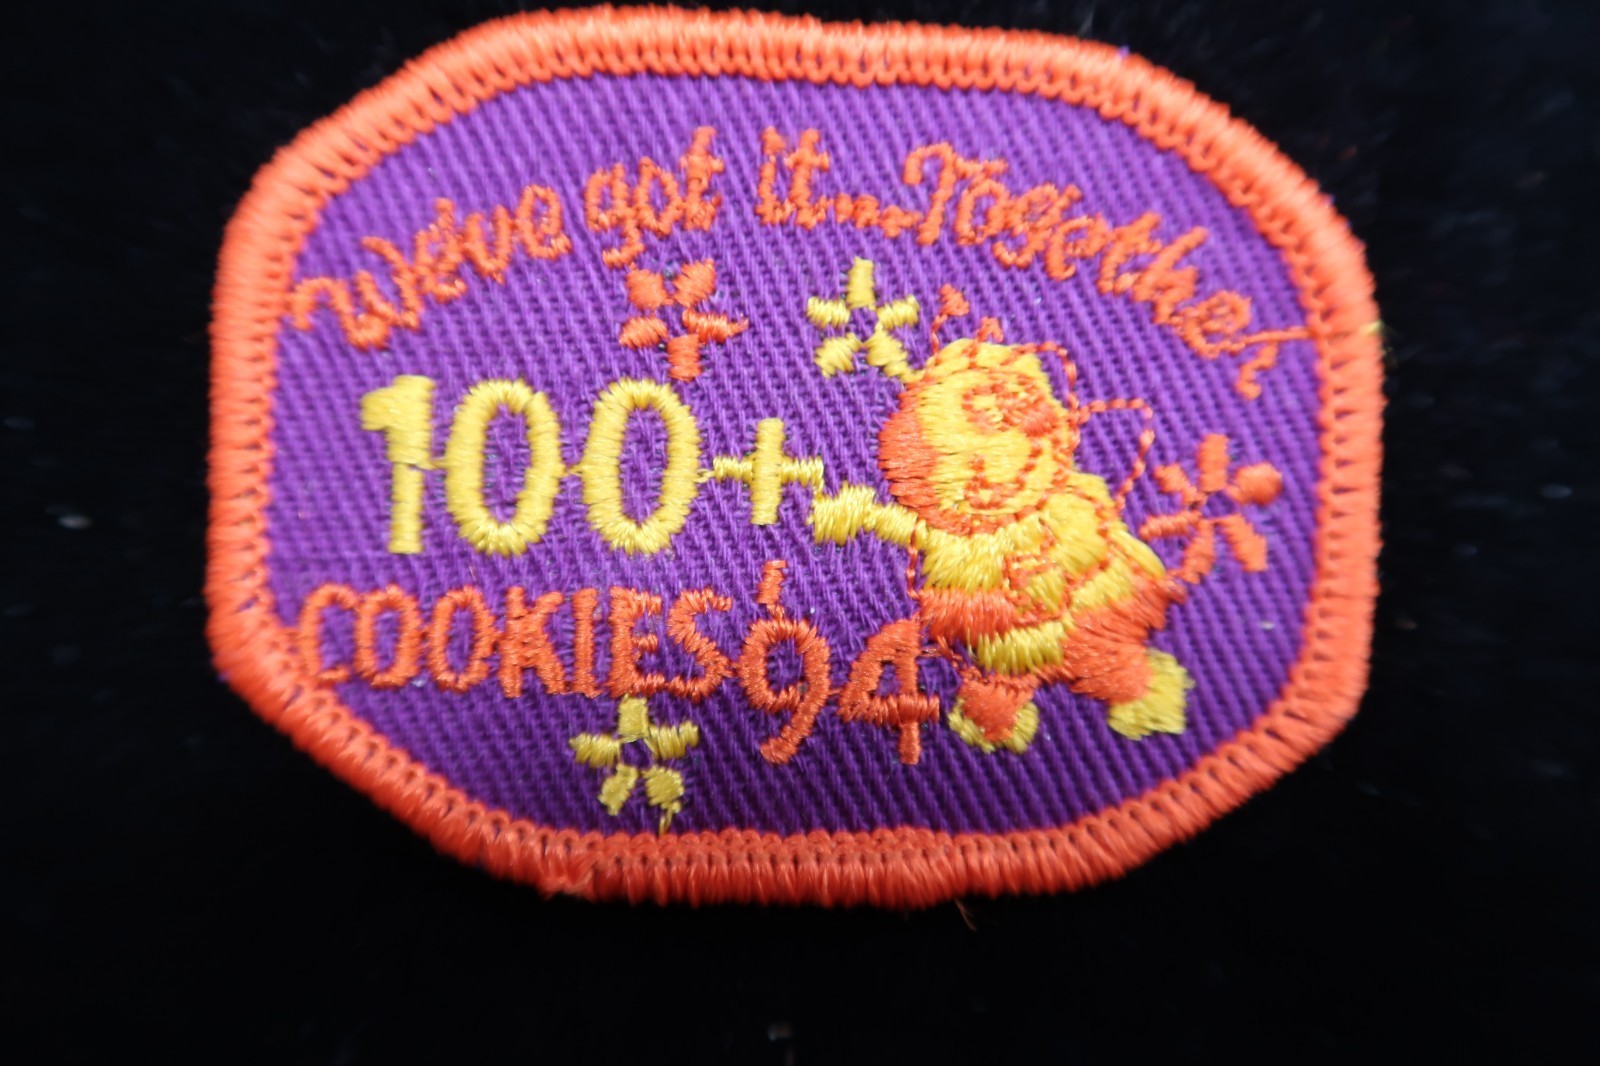 We've got it...Together
100+
COOKIES '94